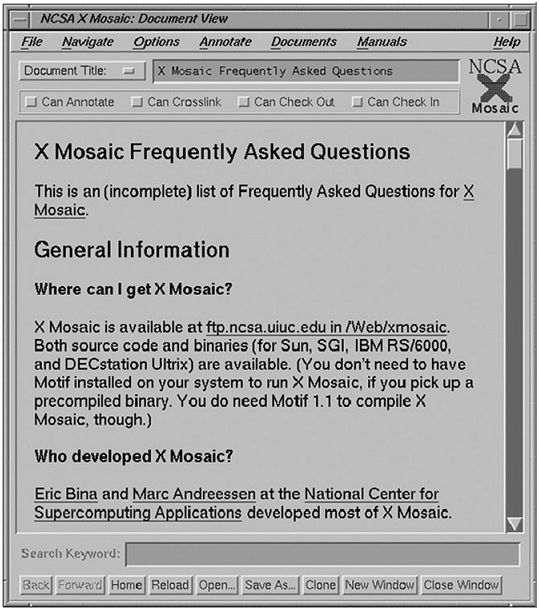 NCSA X Mosaic: Document View
File Navigate Options Annotate Documents Manuals Help
Document Title: X Mosaic Frequently Asked Questions
NCSA
Mosaic
Can Annotate Can Crosslink Can Check Out Can Check In
X Mosaic Frequently Asked Questions
This is an (incomplete) list of Frequently Asked Questions for X
Mosaic.
General Information
Where can I get X Mosaic?
X Mosaic is available at ftp.ncsa.uiuc.edu in /Web/xmosaic.
Both source code and binaries (for Sun, SGI, IBM RS/6000,
and DECstation Ultrix) are available. (You don't need to have
Motif installed on your system to run X Mosaic, if you pick up a
precompiled binary. You do need Motif 1.1 to compile X
Mosaic, though.)
Who developed X Mosaic?
Eric Bina and Marc Andreessen at the National Center for
Supercomputing Applications developed most of X Mosaic.
Search Keyword:
Back Forward Home Reload Open... Save As... Clone New Window Close Window